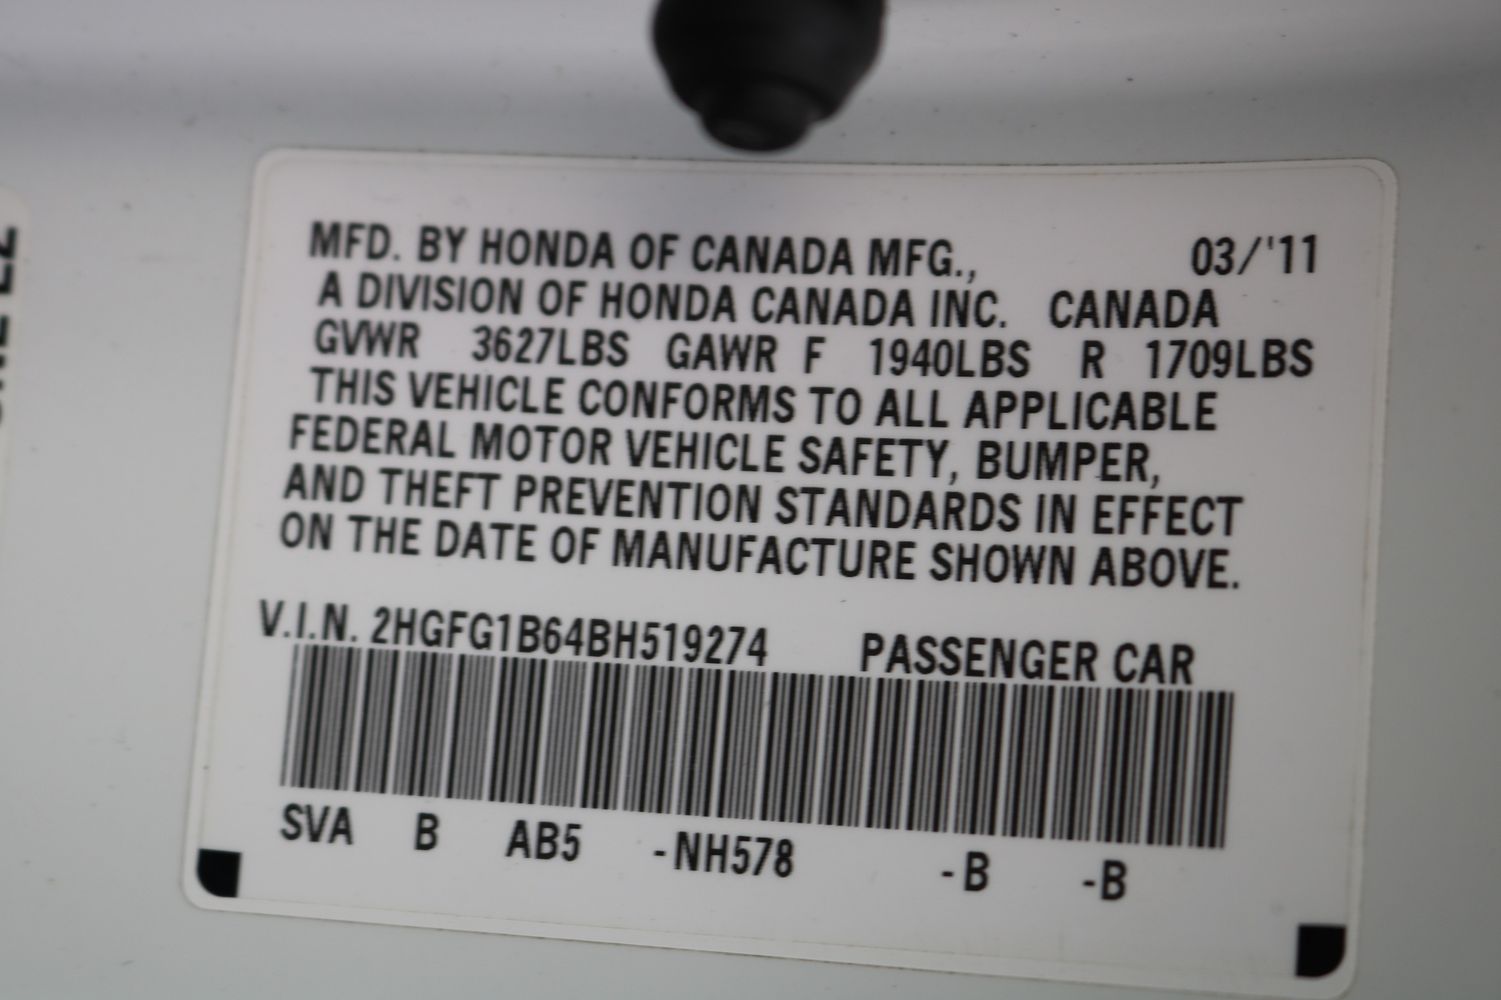 MFD. BY HONDA OF CANADA MFG., 03/'11
A DIVISION OF HONDA CANADA INC. CANADA
GVWR 3627LBS GAWR F 1940LBS R 1709LBS
THIS VEHICLE CONFORMS TO ALL APPLICABLE
FEDERAL MOTOR VEHICLE SAFETY, BUMPER,
AND THEFT PREVENTION STANDARDS IN EFFECT
ON THE DATE OF MANUFACTURE SHOWN ABOVE.
V.I.N. 2HGFG1B64BH519274 PASSENGER CAR
SVA B AB5 -NH578 -B -B